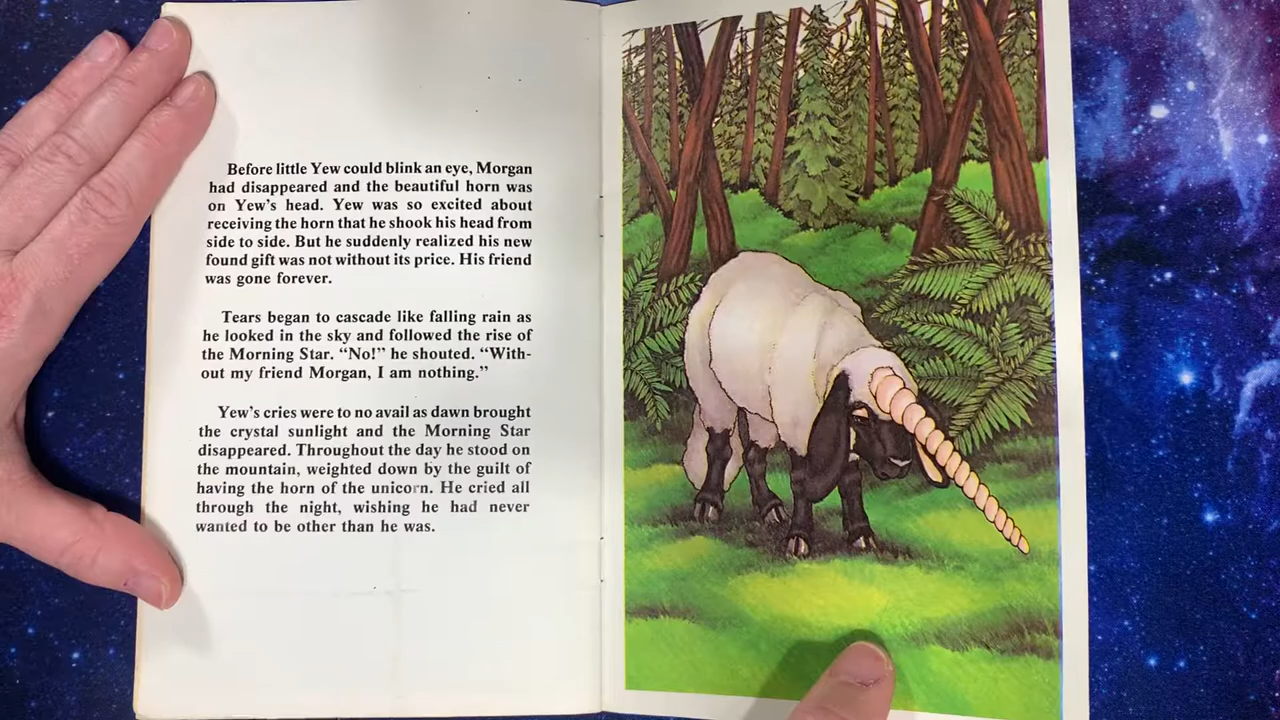 Before little Yew could blink an eye, Morgan
had disappeared and the beautiful horn was
on Yew's head. Yew was so excited about
receiving the horn that he shook his head from
side to side. But he suddenly realized his new
found gift was not without its price. His friend
was gone forever.
Tears began to cascade like falling rain as
he looked in the sky and followed the rise of
the Morning Star. “No!” he shouted. “With-
out my friend Morgan, I am nothing.”
Yew's cries were to no avail as dawn brought
the crystal sunlight and the Morning Star
disappeared. Throughout the day he stood on
the mountain, weighted down by the guilt of
having the horn of the unicorn. He cried all
through the night, wishing he had never
wanted to be other than he was.